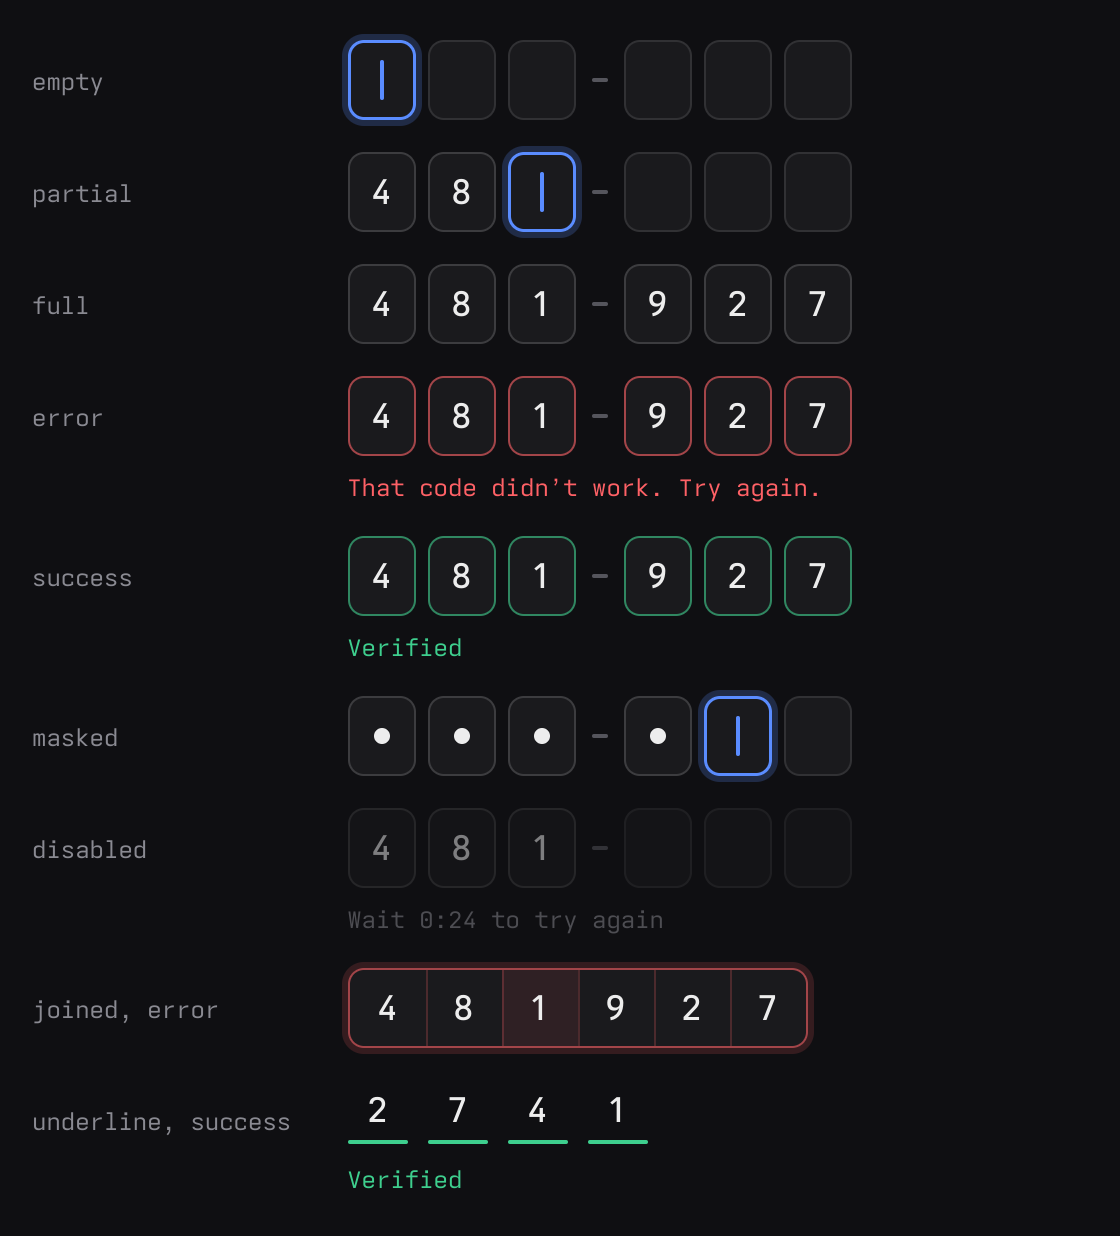 empty
partial 4 8 –
full 4 8 1 – 9 2 7
error 4 8 1 – 9 2 7
That code didn’t work. Try again.
success 4 8 1 – 9 2 7
Verified
masked • • • – •
disabled 4 8 1 –
Wait 0:24 to try again
joined, error 4 8 1 9 2 7
underline, success 2 7 4 1
Verified